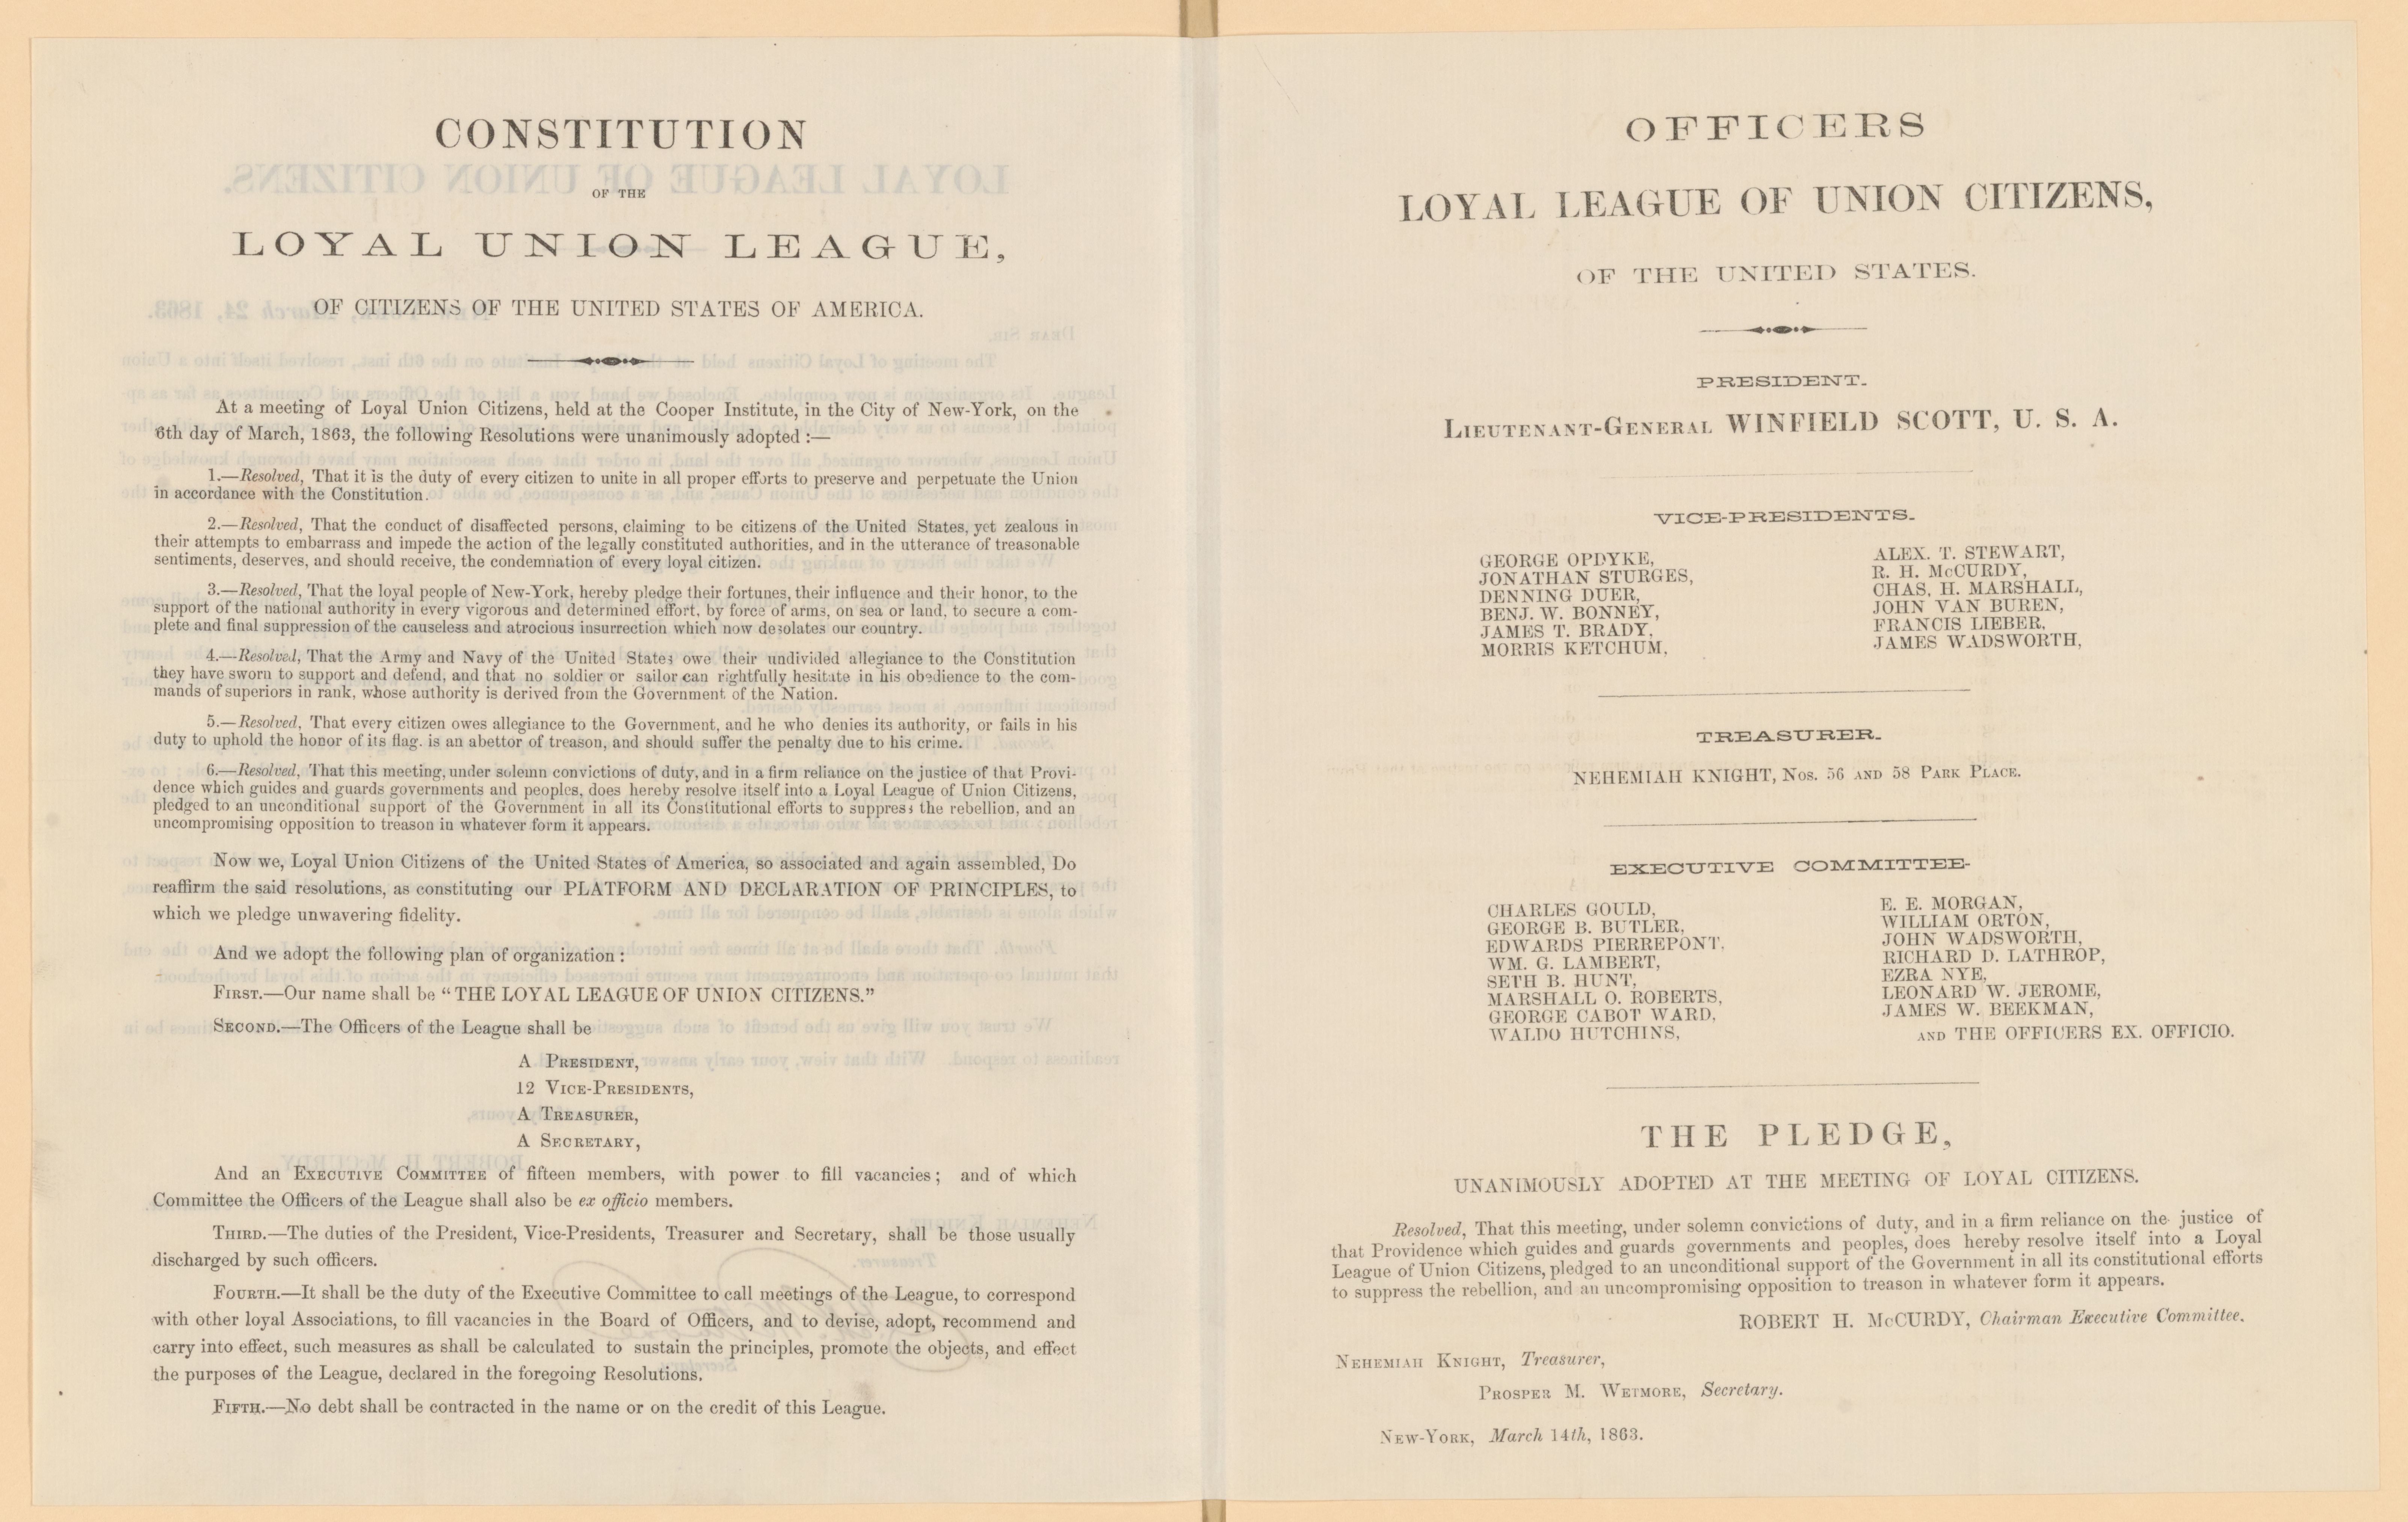 CONSTITUTION
OF THE
LOYAL UNION LEAGUE,
OF CITIZENS OF THE UNITED STATES OF AMERICA.
At a meeting of Loyal Union Citizens, held at the Cooper Institute, in the City of New-York, on the
6th day of March, 1863, the following Resolutions were unanimously adopted :—
1.—Resolved, That it is the duty of every citizen to unite in all proper efforts to preserve and perpetuate the Union
in accordance with the Constitution.
2.—Resolved, That the conduct of disaffected persons, claiming to be citizens of the United States, yet zealous in
their attempts to embarrass and impede the action of the legally constituted authorities, and in the utterance of treasonable
sentiments, deserves, and should receive, the condemnation of every loyal citizen.
3.—Resolved, That the loyal people of New-York, hereby pledge their fortunes, their influence and their honor, to the
support of the national authority in every vigorous and determined effort, by force of arms, on sea or land, to secure a com-
plete and final suppression of the causeless and atrocious insurrection which now desolates our country.
4.—Resolved, That the Army and Navy of the United States owe their undivided allegiance to the Constitution
they have sworn to support and defend, and that no soldier or sailor can rightfully hesitate in his obedience to the com-
mands of superiors in rank, whose authority is derived from the Government of the Nation.
5.—Resolved, That every citizen owes allegiance to the Government, and he who denies its authority, or fails in his
duty to uphold the honor of its flag. is an abettor of treason, and should suffer the penalty due to his crime.
6.—Resolved, That this meeting, under solemn convictions of duty, and in a firm reliance on the justice of that Provi-
dence which guides and guards governments and peoples, does hereby resolve itself into a Loyal League of Union Citizens,
pledged to an unconditional support of the Government in all its Constitutional efforts to suppress the rebellion, and an
uncompromising opposition to treason in whatever form it appears.
Now we, Loyal Union Citizens of the United States of America, so associated and again assembled, Do
reaffirm the said resolutions, as constituting our PLATFORM AND DECLARATION OF PRINCIPLES, to
which we pledge unwavering fidelity.
And we adopt the following plan of organization :
FIRST.—Our name shall be "THE LOYAL LEAGUE OF UNION CITIZENS."
SECOND.—The Officers of the League shall be
A PRESIDENT,
12 VICE-PRESIDENTS,
A TREASURER,
A SECRETARY,
And an EXECUTIVE COMMITTEE of fifteen members, with power to fill vacancies ; and of which
Committee the Officers of the League shall also be ex officio members.
THIRD.—The duties of the President, Vice-Presidents, Treasurer and Secretary, shall be those usually
discharged by such officers.
FOURTH.—It shall be the duty of the Executive Committee to call meetings of the League, to correspond
with other loyal Associations, to fill vacancies in the Board of Officers, and to devise, adopt, recommend and
carry into effect, such measures as shall be calculated to sustain the principles, promote the objects, and effect
the purposes of the League, declared in the foregoing Resolutions.
FIFTH.—No debt shall be contracted in the name or on the credit of this League.
OFFICERS
LOYAL LEAGUE OF UNION CITIZENS,
OF THE UNITED STATES.
PRESIDENT.
LIEUTENANT-GENERAL WINFIELD SCOTT, U. S. A.
VICE-PRESIDENTS.
GEORGE OPDYKE,
JONATHAN STURGES,
DENNING DUER,
BENJ. W. BONNEY,
JAMES T. BRADY,
MORRIS KETCHUM,
ALEX. T. STEWART,
R. H. McCURDY,
CHAS. H. MARSHALL,
JOHN VAN BUREN,
FRANCIS LIEBER,
JAMES WADSWORTH,
TREASURER.
NEHEMIAH KNIGHT, Nos. 56 AND 58 PARK PLACE.
EXECUTIVE COMMITTEE-
CHARLES GOULD,
GEORGE B. BUTLER,
EDWARDS PIERREPONT,
WM. G. LAMBERT,
SETH B. HUNT,
MARSHALL O. ROBERTS,
GEORGE CABOT WARD,
WALDO HUTCHINS,
E. E. MORGAN,
WILLIAM ORTON,
JOHN WADSWORTH,
RICHARD D. LATHROP,
EZRA NYE,
LEONARD W. JEROME,
JAMES W. BEEKMAN,
AND THE OFFICERS EX. OFFICIO.
THE PLEDGE,
UNANIMOUSLY ADOPTED AT THE MEETING OF LOYAL CITIZENS.
Resolved, That this meeting, under solemn convictions of duty, and in a firm reliance on the justice of
that Providence which guides and guards governments and peoples, does hereby resolve itself into a Loyal
League of Union Citizens, pledged to an unconditional support of the Government in all its constitutional efforts
to suppress the rebellion, and an uncompromising opposition to treason in whatever form it appears.
ROBERT H. McCURDY, Chairman Executive Committee.
NEHEMIAH KNIGHT, Treasurer,
PROSPER M. WETMORE, Secretary.
NEW-YORK, March 14th, 1863.